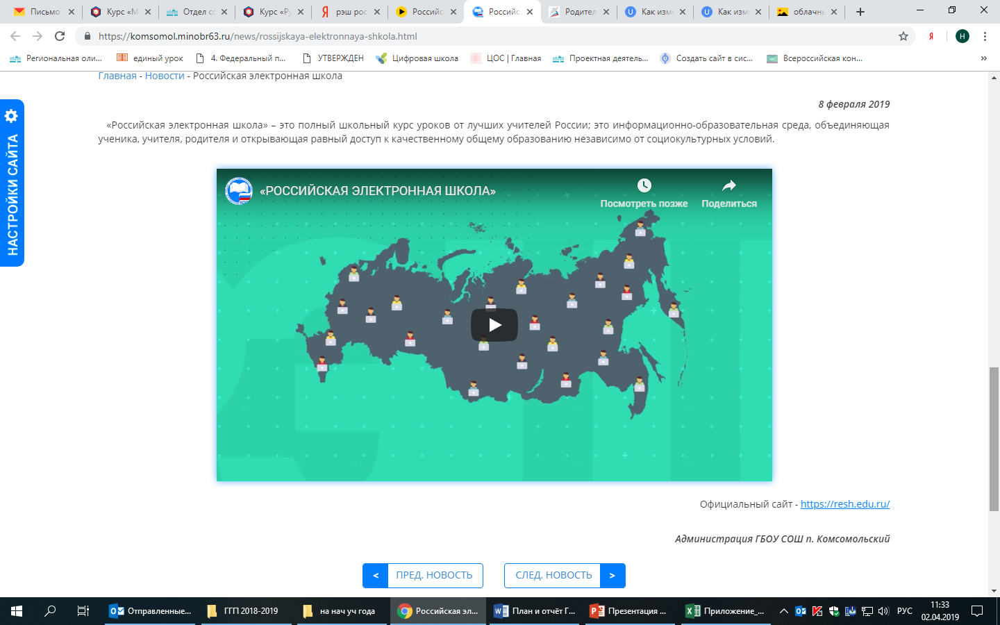 Письмо
Курс «М
Отдел со
Курс «Ру
рэш рос
Российск
Российс
Родител
Как изме
Как изм
облачны
https://komsomol.minobr63.ru/news/rossijskaya-elektronnaya-shkola.html
Региональная оли...
единый урок
4. Федеральный п...
УТВЕРЖДЕН
Цифровая школа
ЦОС | Главная
Проектная деятель...
Создать сайт в сис...
Всероссийская кон...
»
Главная - Новости - Российская электронная школа
8 февраля 2019
«Российская электронная школа» – это полный школьный курс уроков от лучших учителей России; это информационно-образовательная среда, объединяющая
ученика, учителя, родителя и открывающая равный доступ к качественному общему образованию независимо от социокультурных условий.
НАСТРОЙКИ САЙТА
«РОССИЙСКАЯ ЭЛЕКТРОННАЯ ШКОЛА»
Посмотреть позже
Поделиться
Официальный сайт - https://resh.edu.ru/
Администрация ГБОУ СОШ п. Комсомольский
< ПРЕД. НОВОСТЬ
СЛЕД. НОВОСТЬ >
Отправленные...
ГГП 2018-2019
на нач уч года
Российская эл...
План и отчёт Г...
Презентация ...
Приложение_...
РУС
11:33
02.04.2019